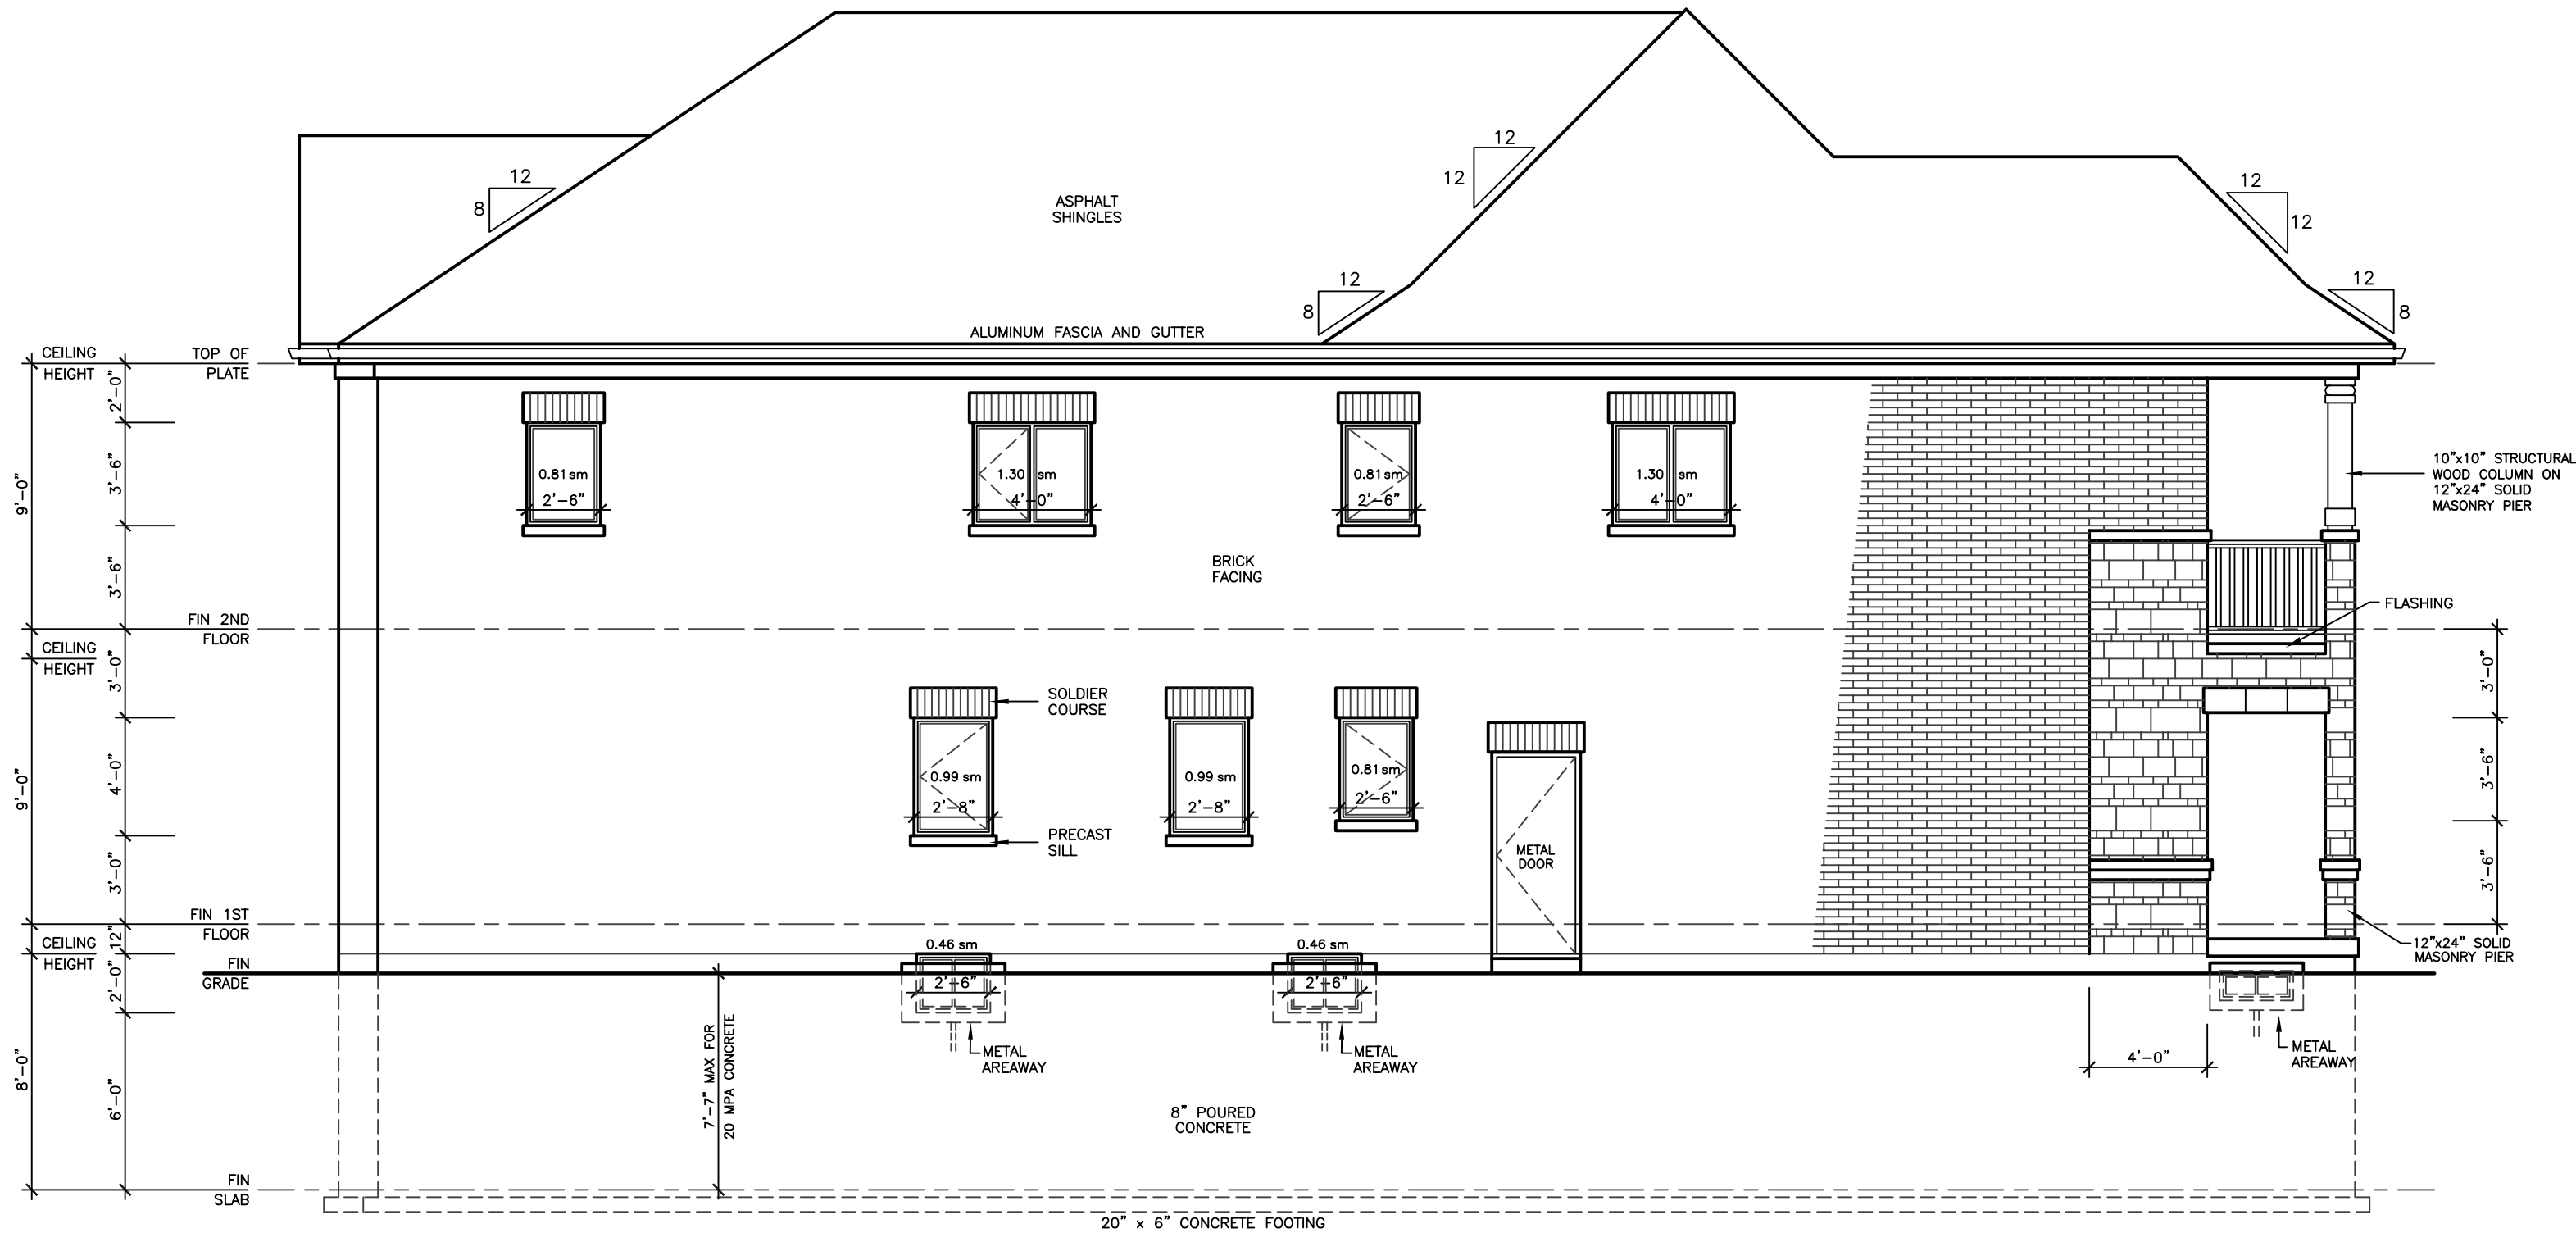 12
8
12
12
12
12
12
8
12
8
ASPHALT
SHINGLES
ALUMINUM FASCIA AND GUTTER
CEILING
HEIGHT
TOP OF
PLATE
2'-0"
3'-6"
3'-6"
9'-0"
0.81 sm
2'-6"
1.30 sm
4'-0"
0.81 sm
2'-6"
1.30 sm
4'-0"
10"x10" STRUCTURAL
WOOD COLUMN ON
12"x24" SOLID
MASONRY PIER
BRICK
FACING
FLASHING
FIN 2ND
FLOOR
CEILING
HEIGHT
3'-0"
4'-0"
3'-0"
9'-0"
SOLDIER
COURSE
0.99 sm
2'-8"
0.99 sm
2'-8"
0.81 sm
2'-6"
PRECAST
SILL
METAL
DOOR
3'-0"
3'-6"
3'-6"
FIN 1ST
FLOOR
12"
CEILING
HEIGHT
FIN
GRADE
2'-0"
6'-0"
8'-0"
0.46 sm
2'-6"
METAL
AREAWAY
0.46 sm
2'-6"
METAL
AREAWAY
12"x24" SOLID
MASONRY PIER
4'-0"
METAL
AREAWAY
7'-7" MAX FOR
20 MPA CONCRETE
8" POURED
CONCRETE
FIN
SLAB
20" x 6" CONCRETE FOOTING